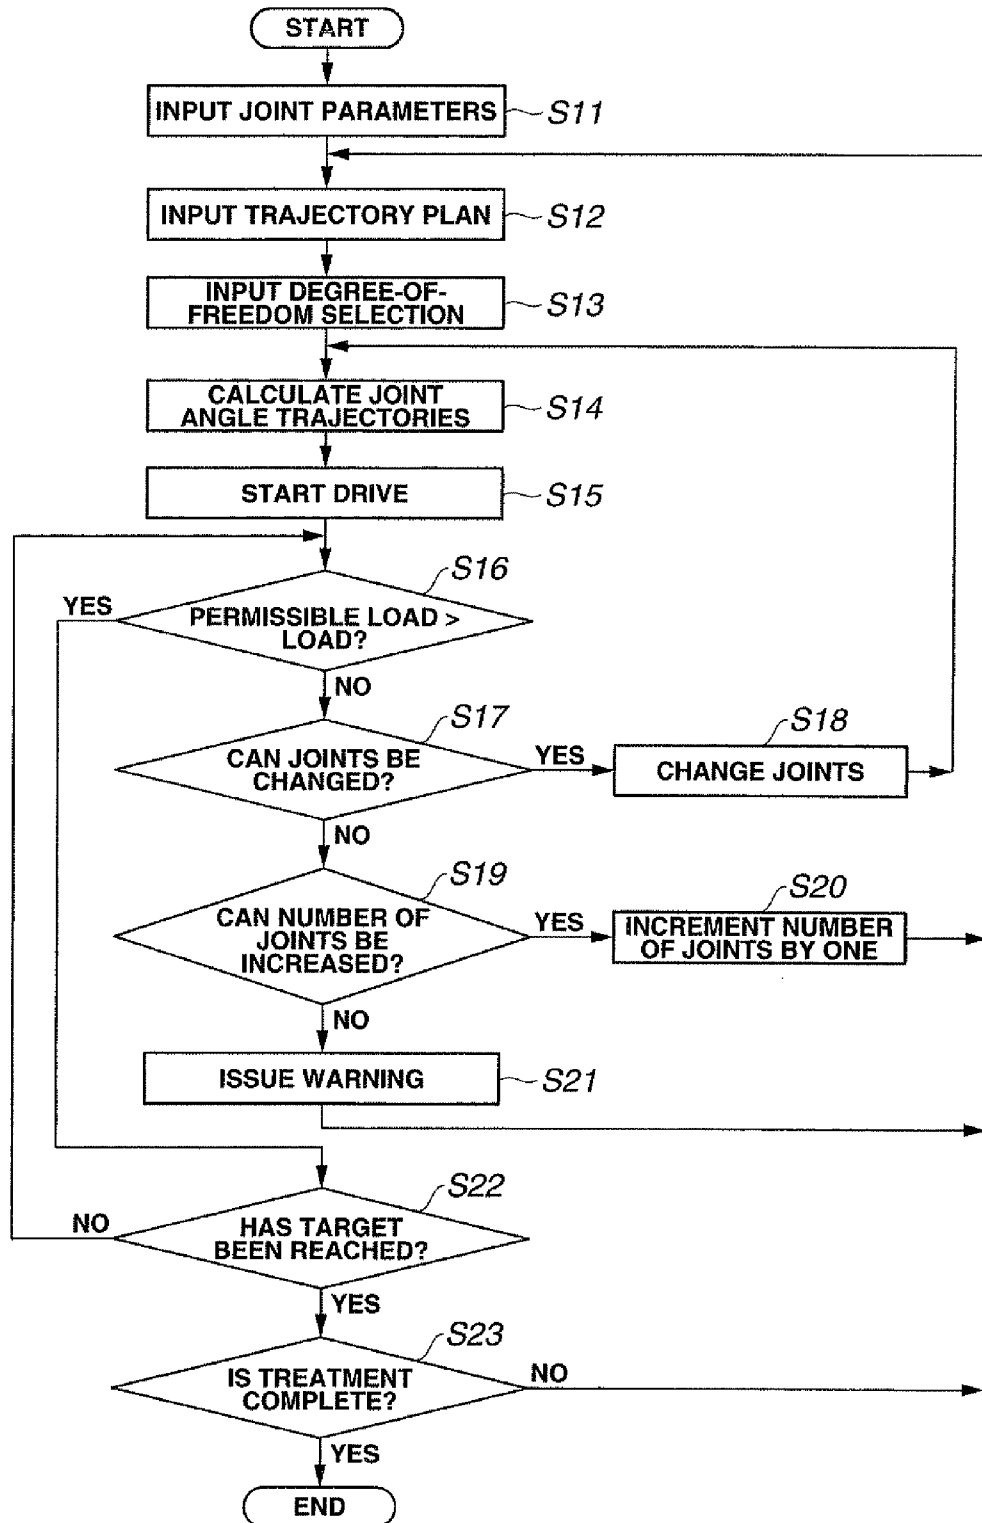 START
INPUT JOINT PARAMETERS
S11
INPUT TRAJECTORY PLAN
S12
INPUT DEGREE-OF-
FREEDOM SELECTION
S13
CALCULATE JOINT
ANGLE TRAJECTORIES
S14
START DRIVE
S15
S16
YES
PERMISSIBLE LOAD >
LOAD?
NO
S17
CAN JOINTS BE
CHANGED?
YES
S18
CHANGE JOINTS
NO
S19
CAN NUMBER OF
JOINTS BE
INCREASED?
YES
S20
INCREMENT NUMBER
OF JOINTS BY ONE
NO
ISSUE WARNING
S21
S22
NO
HAS TARGET
BEEN REACHED?
YES
S23
IS TREATMENT
COMPLETE?
NO
YES
END